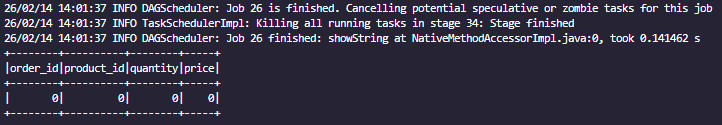 26/02/14 14:01:37 INFO DAGScheduler: Job 26 is finished. Cancelling potential speculative or zombie tasks for this job
26/02/14 14:01:37 INFO TaskSchedulerImpl: Killing all running tasks in stage 34: Stage finished
26/02/14 14:01:37 INFO DAGScheduler: Job 26 finished: showString at NativeMethodAccessorImpl.java:0, took 0.141462 s
+--------+----------+--------+-----+
|order_id|product_id|quantity|price|
+--------+----------+--------+-----+
|       0|         0|       0|    0|
+--------+----------+--------+-----+